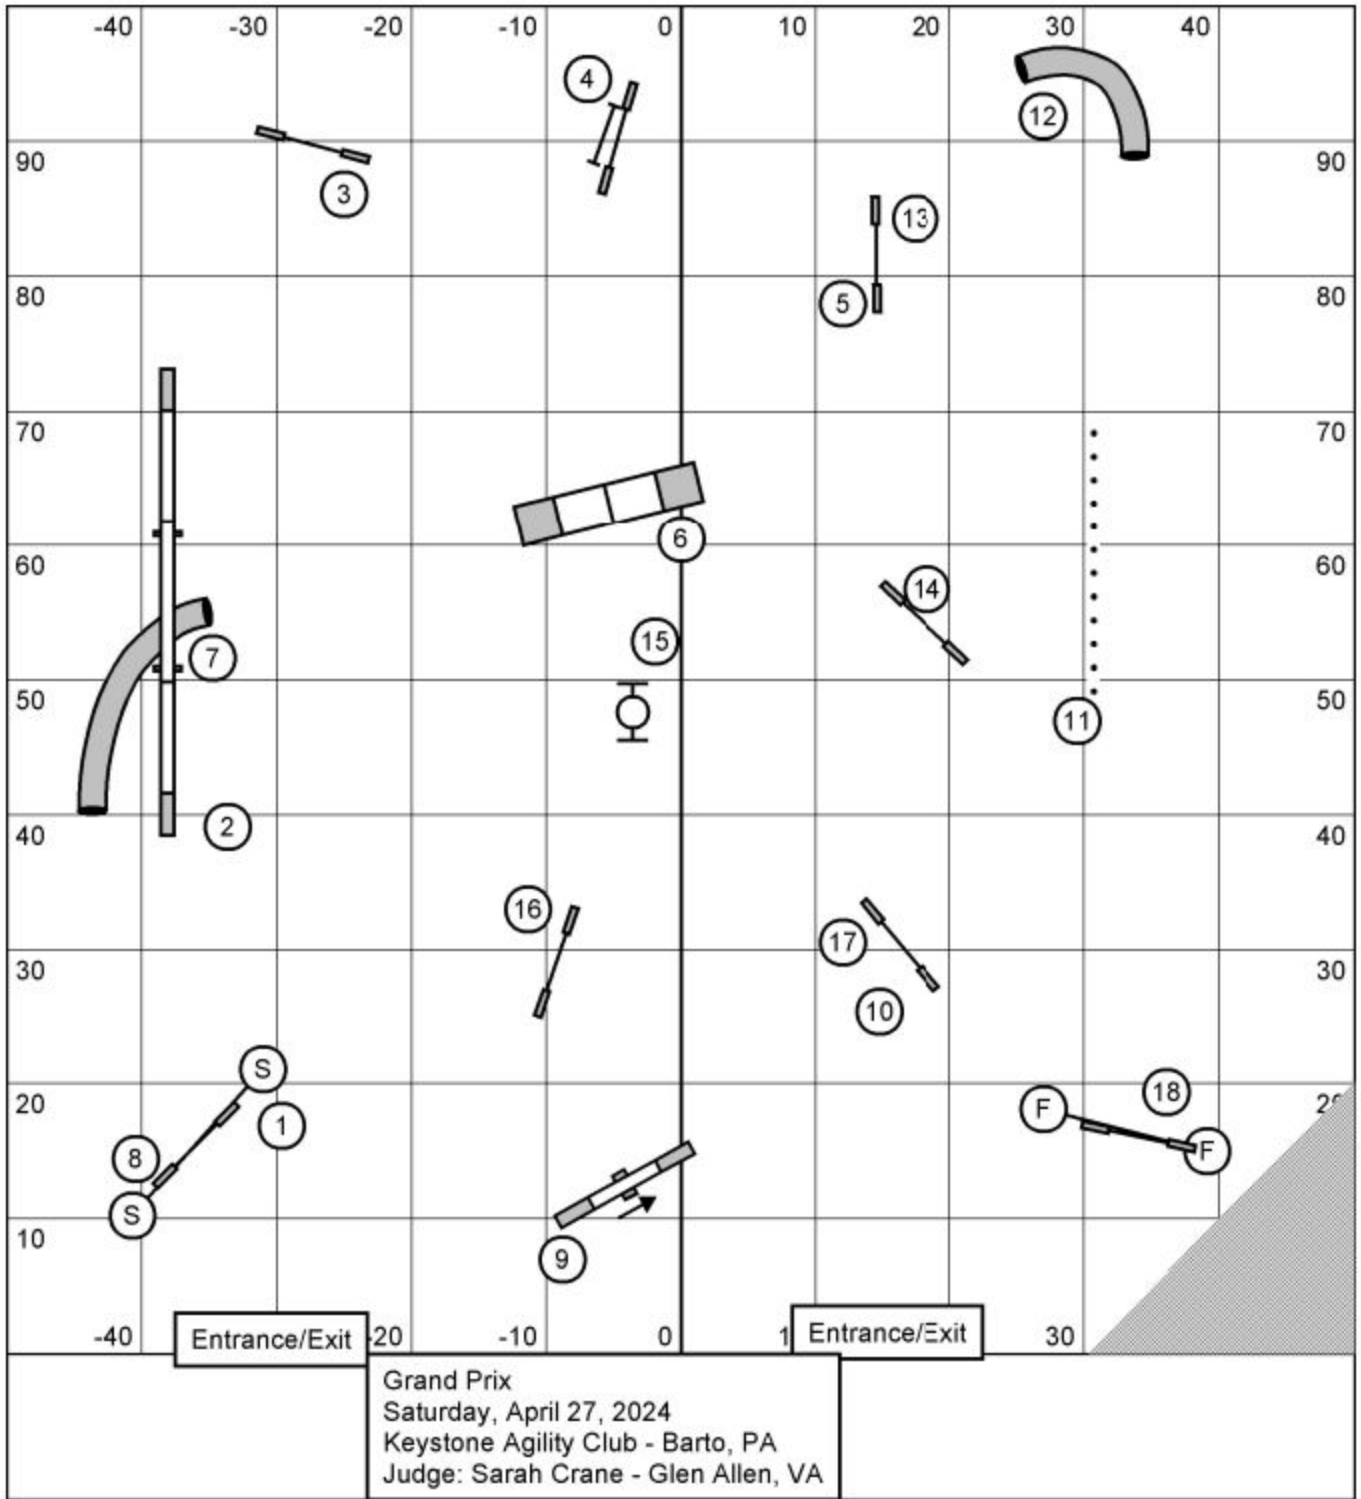 -40 -30 -20 -10 0 10 20 30 40
4
12
90 3 90
13
80 5 80
70 70
6
60 14 60
15
7
50 11 50
2
40 40
16
17
30 30
10
S
20 1 18
F
8
F
S
10
9
-40 Entrance/Exit -10 0 Entrance/Exit 30
Grand Prix
Saturday, April 27, 2024
Keystone Agility Club - Barto, PA
Judge: Sarah Crane - Glen Allen, VA